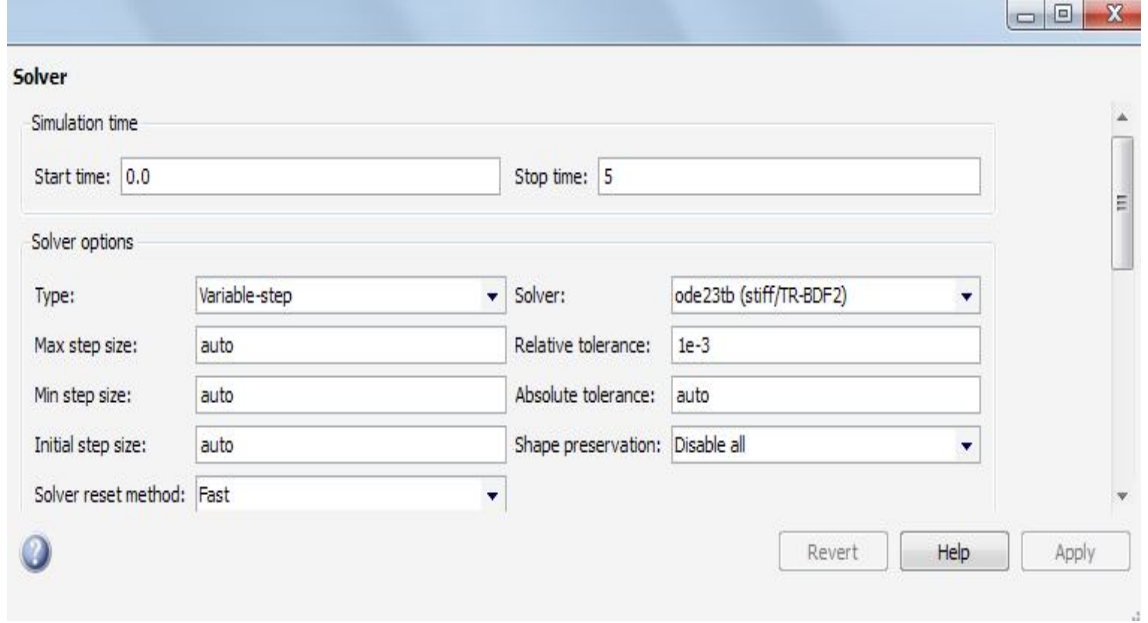 Solver
Simulation time
Start time: 0.0 Stop time: 5
Solver options
Type: Variable-step Solver: ode23tb (stiff/TR-BDF2)
Max step size: auto Relative tolerance: 1e-3
Min step size: auto Absolute tolerance: auto
Initial step size: auto Shape preservation: Disable all
Solver reset method: Fast
Revert Help Apply